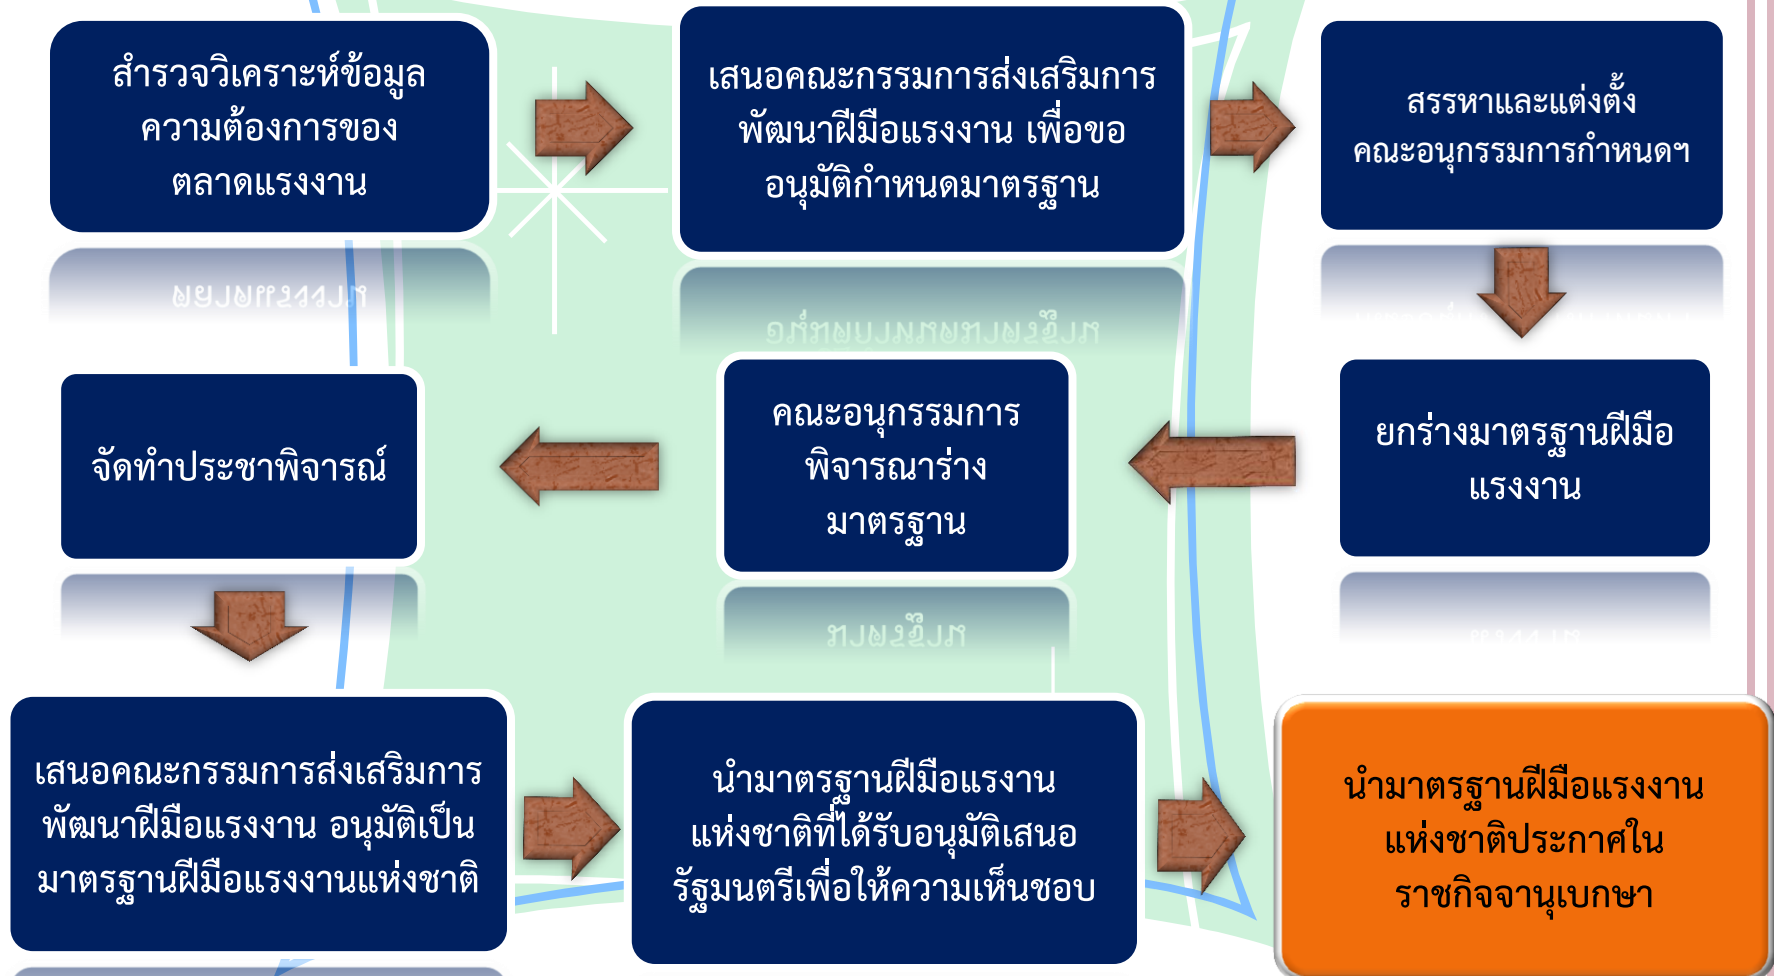 สำรวจวิเคราะห์ข้อมูล
ความต้องการของ
ตลาดแรงงาน
เสนอคณะกรรมการส่งเสริมการ
พัฒนาฝีมือแรงงาน เพื่อขอ
อนุมัติกำหนดมาตรฐาน
สรรหาและแต่งตั้ง
คณะอนุกรรมการกำหนดฯ
ยกร่างมาตรฐานฝีมือ
แรงงาน
คณะอนุกรรมการ
พิจารณาร่าง
มาตรฐาน
จัดทำประชาพิจารณ์
เสนอคณะกรรมการส่งเสริมการ
พัฒนาฝีมือแรงงาน อนุมัติเป็น
มาตรฐานฝีมือแรงงานแห่งชาติ
นำมาตรฐานฝีมือแรงงาน
แห่งชาติที่ได้รับอนุมัติเสนอ
รัฐมนตรีเพื่อให้ความเห็นชอบ
นำมาตรฐานฝีมือแรงงาน
แห่งชาติประกาศใน
ราชกิจจานุเบกษา